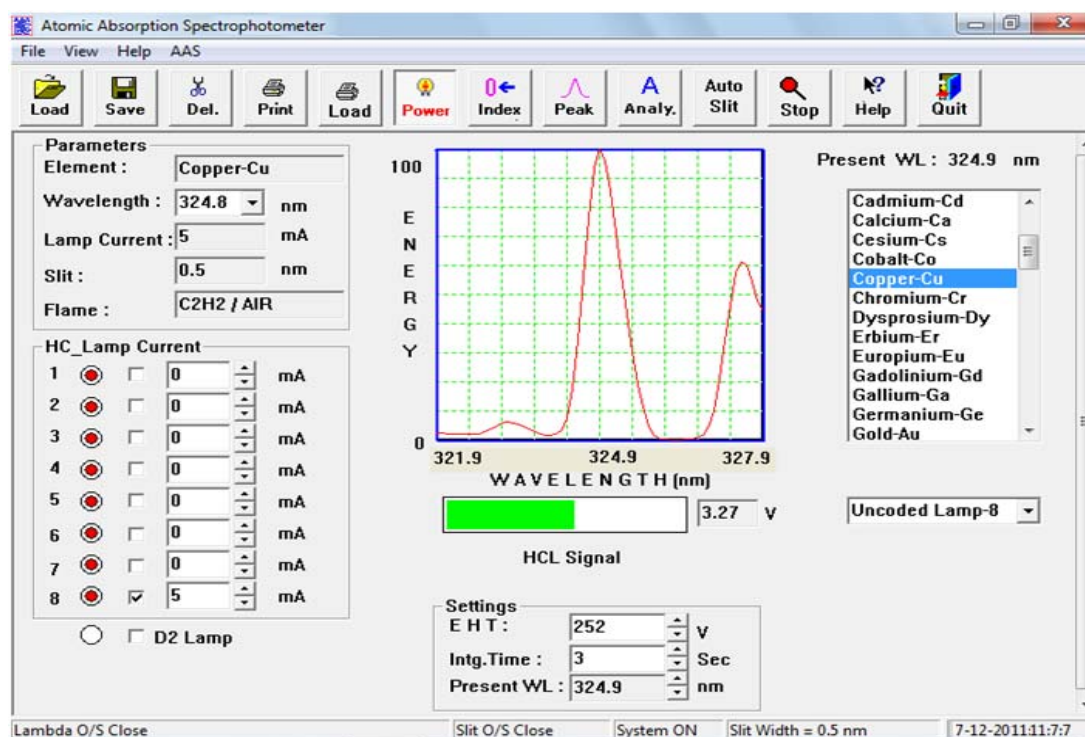 Atomic Absorption Spectrophotometer
File View Help AAS
Load Save Del. Print Load Power Index Peak Analy. Auto Slit Stop Help Quit
Parameters
Element : Copper-Cu
Wavelength : 324.8 nm
Lamp Current : 5 mA
Slit : 0.5 nm
Flame : C2H2 / AIR
HC_Lamp Current
1 0 mA
2 0 mA
3 0 mA
4 0 mA
5 0 mA
6 0 mA
7 0 mA
8 5 mA
D2 Lamp
100
ENERGY
0
321.9 324.9 327.9
WAVELENGTH (nm)
3.27 V
HCL Signal
Settings
E H T : 252 V
Intg.Time : 3 Sec
Present WL : 324.9 nm
Present WL : 324.9 nm
Cadmium-Cd
Calcium-Ca
Cesium-Cs
Cobalt-Co
Copper-Cu
Chromium-Cr
Dysprosium-Dy
Erbium-Er
Europium-Eu
Gadolinium-Gd
Gallium-Ga
Germanium-Ge
Gold-Au
Uncoded Lamp-8
Lambda O/S Close Slit O/S Close System ON Slit Width = 0.5 nm 7-12-2011 11:7:7